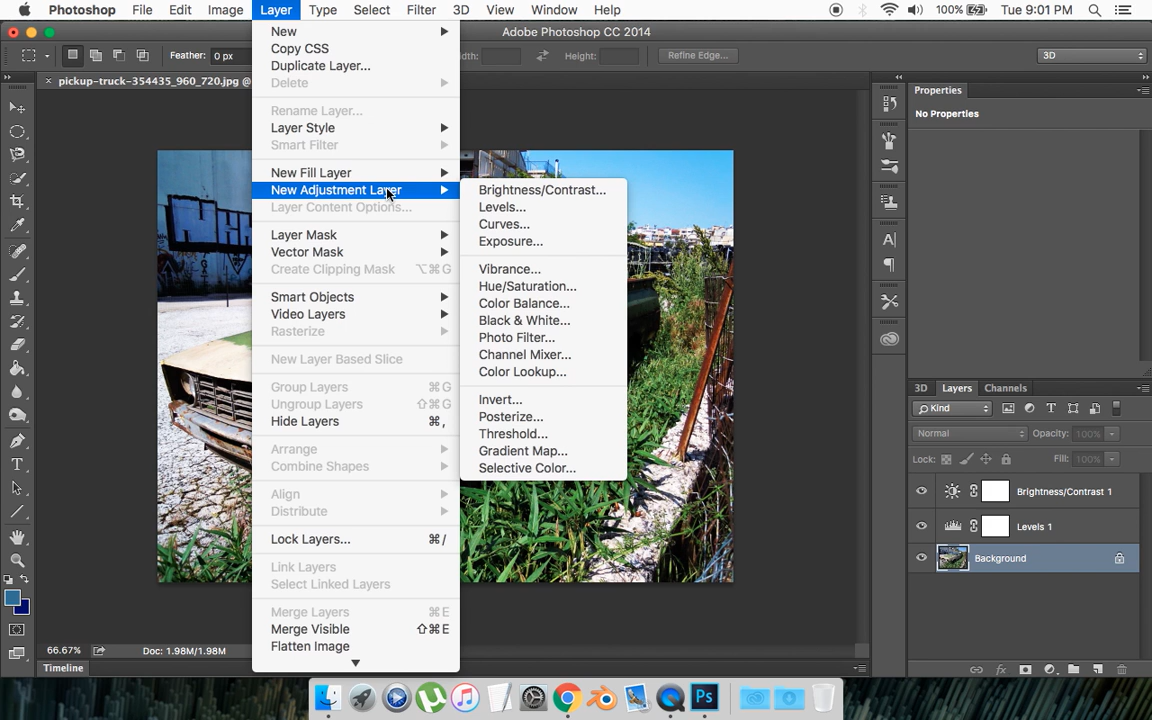 Photoshop File Edit Image Layer Type Select Filter 3D View Window Help 100% Tue 9:01 PM
Adobe Photoshop CC 2014
Feather: 0 px Height: Refine Edge... 3D
× pickup-truck-354435_960_720.jpg @
New
Copy CSS
Duplicate Layer...
Delete
Rename Layer...
Layer Style
Smart Filter
New Fill Layer
New Adjustment Layer
Layer Content Options...
Layer Mask
Vector Mask
Create Clipping Mask ⌥⌘G
Smart Objects
Video Layers
Rasterize
New Layer Based Slice
Group Layers ⌘G
Ungroup Layers ⇧⌘G
Hide Layers ⌘,
Arrange
Combine Shapes
Align
Distribute
Lock Layers... ⌘/
Link Layers
Select Linked Layers
Merge Layers ⌘E
Merge Visible ⇧⌘E
Flatten Image
Brightness/Contrast...
Levels...
Curves...
Exposure...
Vibrance...
Hue/Saturation...
Color Balance...
Black & White...
Photo Filter...
Channel Mixer...
Color Lookup...
Invert...
Posterize...
Threshold...
Gradient Map...
Selective Color...
Properties
No Properties
3D Layers Channels
Kind
Normal Opacity: 100%
Lock: Fill: 100%
Brightness/Contrast 1
Levels 1
Background
66.67% Doc: 1.98M/1.98M
Timeline
Ps